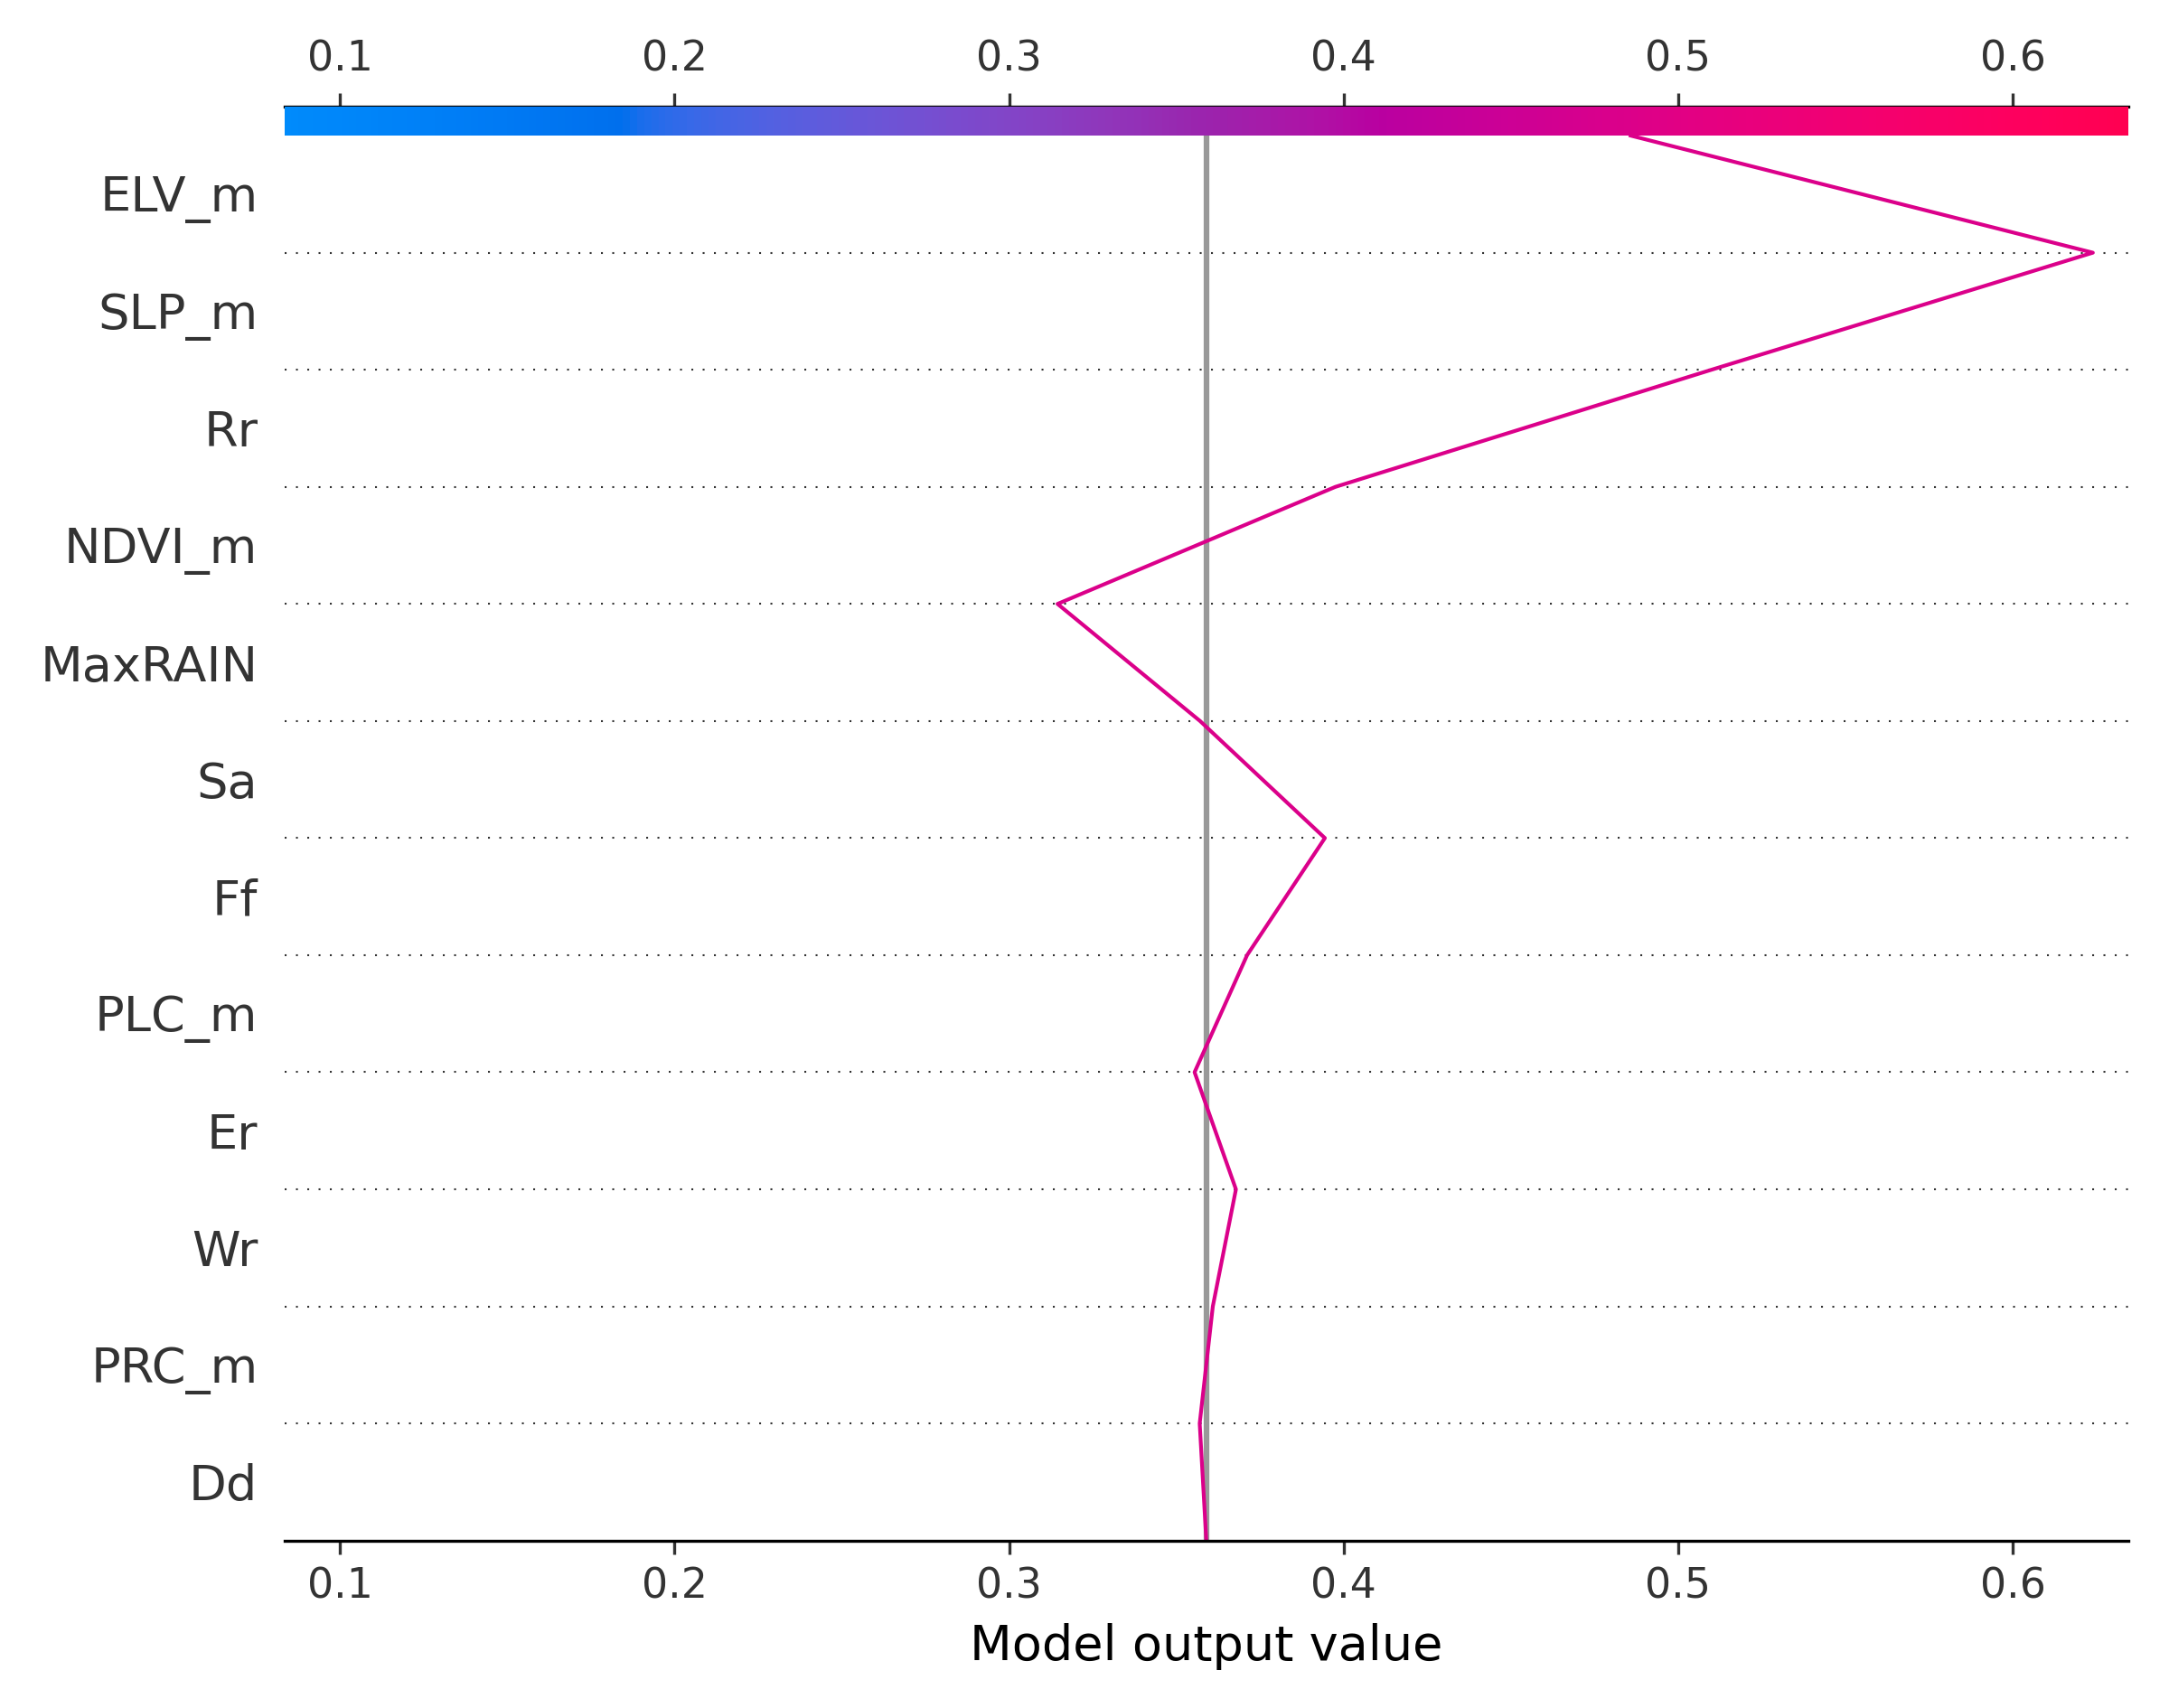 0.1 0.2 0.3 0.4 0.5 0.6
ELV_m
SLP_m
Rr
NDVI_m
MaxRAIN
Sa
Ff
PLC_m
Er
Wr
PRC_m
Dd
0.1 0.2 0.3 0.4 0.5 0.6
Model output value